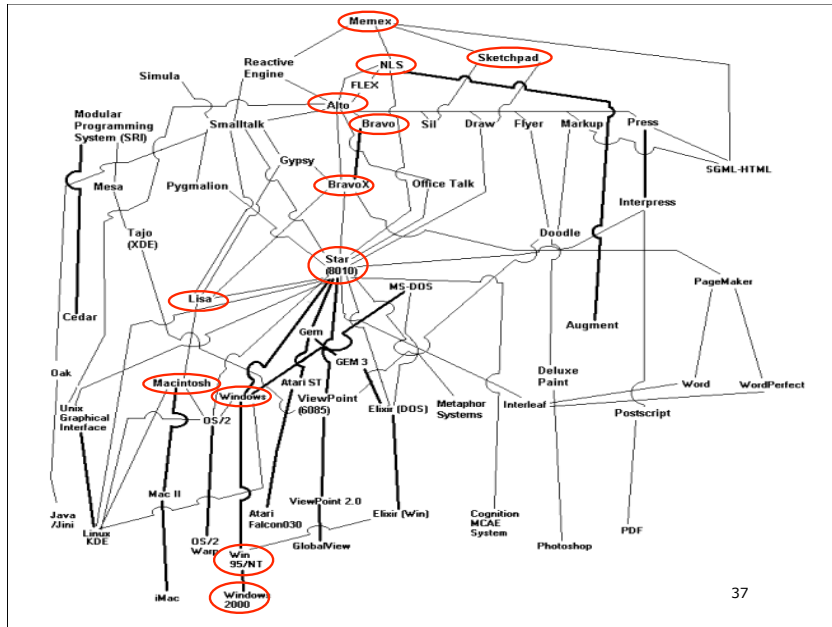 Memex
Sketchpad
Reactive
Engine
NLS
Simula
FLEX
Alto
Modular
Programming
System (SRI)
Smalltalk
Bravo
Sil
Draw
Flyer
Markup
Press
Gypsy
SGML-HTML
Mesa
Pygmalion
BravoX
Office Talk
Interpress
Tajo
(XDE)
Doodle
Star
(8010)
MS-DOS
PageMaker
Lisa
Cedar
Gem
Augment
Oak
GEM 3
Deluxe
Paint
Macintosh
Windows
Atari ST
ViewPoint
(6085)
Elixir (DOS)
Metaphor
Systems
Interleaf
Word
WordPerfect
Unix
Graphical
Interface
OS/2
Postscript
Mac II
ViewPoint 2.0
Java
/Jini
Linux
KDE
Atari
Falcon030
Elixir (Win)
Cognition
MCAE
System
PDF
OS/2
Warp
Win
95/NT
GlobalView
Photoshop
iMac
Windows
2000
37